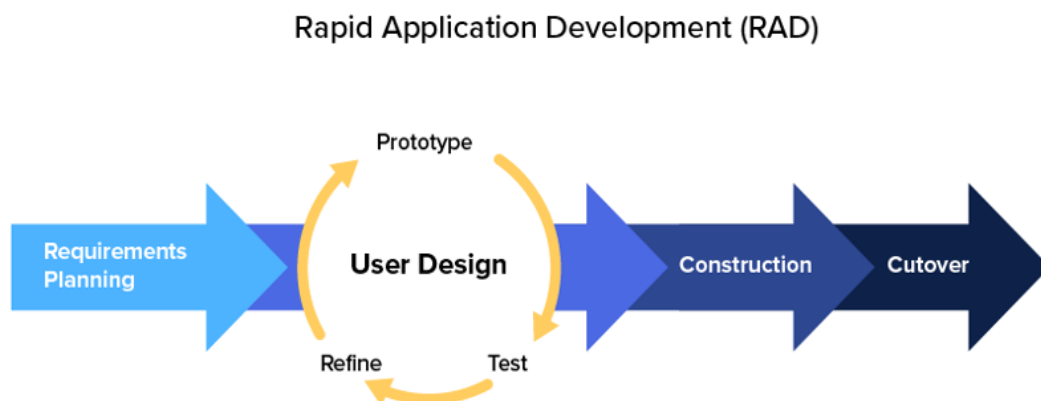 Rapid Application Development (RAD)
Prototype
Requirements
Planning
User Design
Construction
Cutover
Refine
Test